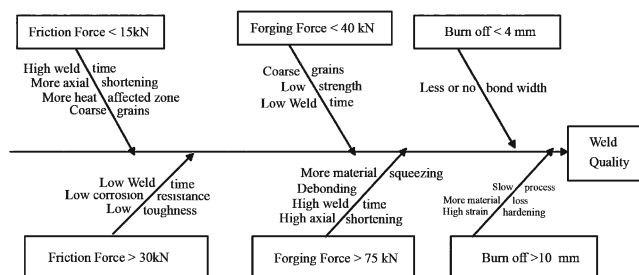 Friction Force < 15kN
Forging Force < 40 kN
Burn off < 4 mm
High weld time
More axial shortening
More heat affected zone
Coarse grains
Coarse grains
Low strength
Low Weld time
Less or no bond width
Weld
Quality
Low Weld time
Low corrosion resistance
Low toughness
More material squeezing
Debonding
High weld time
High axial shortening
Slow process
More material loss
High strain hardening
Friction Force > 30kN
Forging Force > 75 kN
Burn off >10 mm